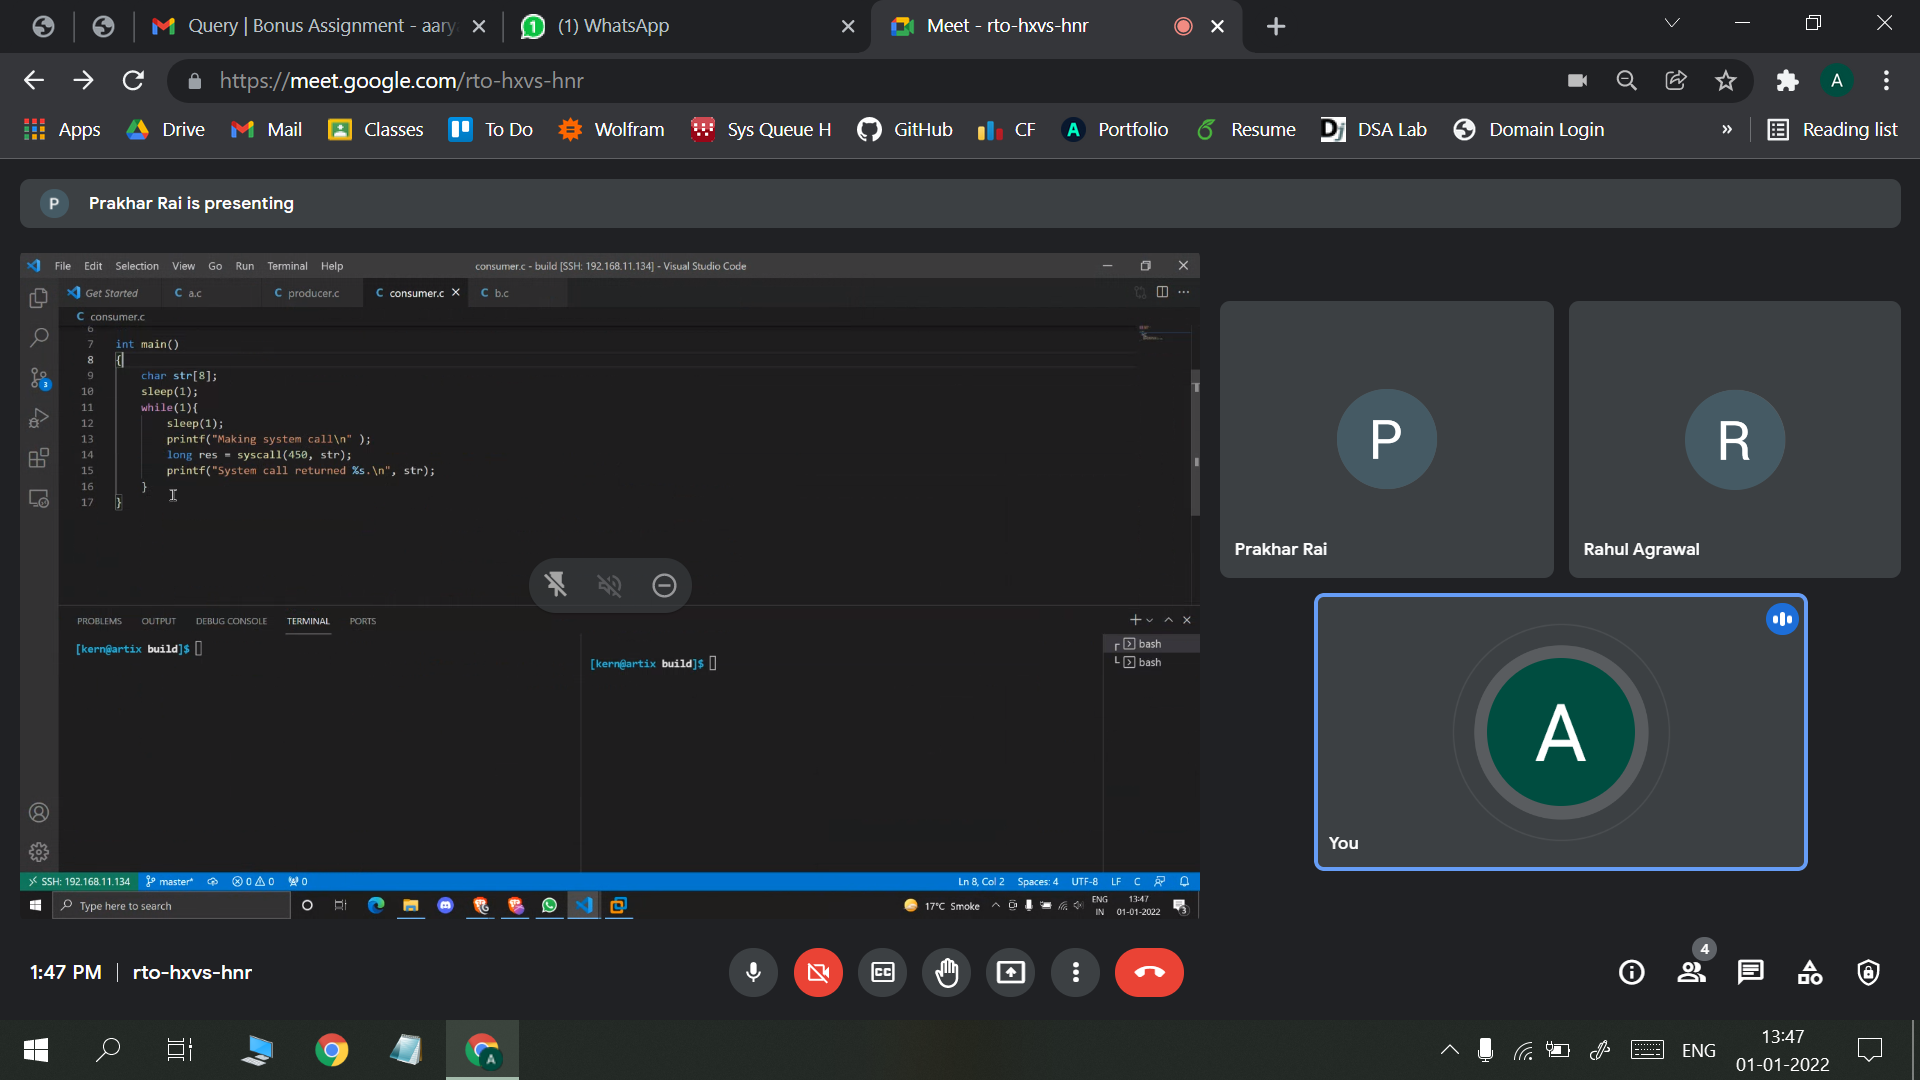 Query | Bonus Assignment - aary
1
(1) WhatsApp
Meet - rto-hxvs-hnr
https://meet.google.com/rto-hxvs-hnr
A
Apps
Drive
Mail
Classes
To Do
Wolfram
Sys Queue H
GitHub
CF
A
Portfolio
Resume
Dj
DSA Lab
Domain Login
»
Reading list
P
Prakhar Rai is presenting
File Edit Selection View Go Run Terminal Help
consumer.c - build [SSH: 192.168.11.134] - Visual Studio Code
Get Started
C a.c
C producer.c
C consumer.c
C b.c
C consumer.c
6
7 int main()
8 {
9 char str[8];
10 sleep(1);
11 while(1){
12 sleep(1);
13 printf("Making system call\n" );
14 long res = syscall(450, str);
15 printf("System call returned %s.\n", str);
16 }
17 }
3
PROBLEMS OUTPUT DEBUG CONSOLE TERMINAL PORTS
[kern@artix build]$
[kern@artix build]$
bash
bash
SSH: 192.168.11.134 master* 0 0 0
Ln 8, Col 2 Spaces: 4 UTF-8 LF C
Type here to search
17°C Smoke
ENG
IN
13:47
01-01-2022
3
P
Prakhar Rai
R
Rahul Agrawal
A
You
1:47 PM | rto-hxvs-hnr
CC
4
A
ENG
13:47
01-01-2022